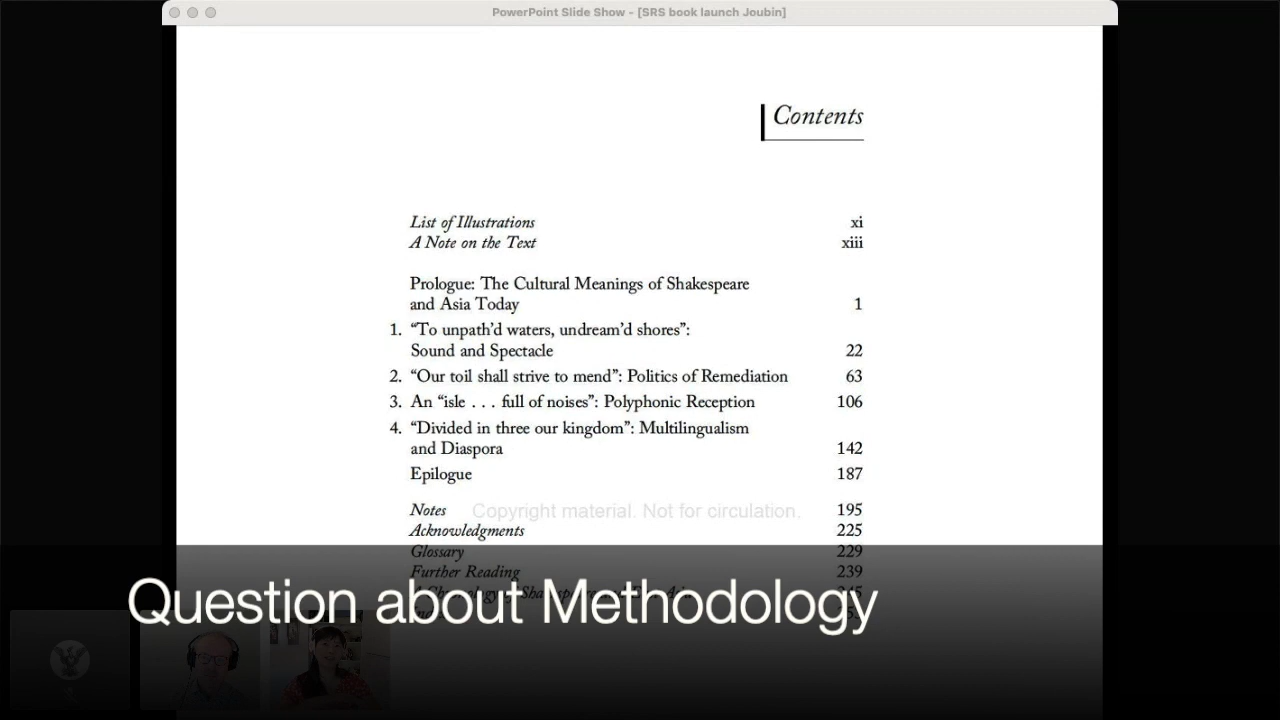 PowerPoint Slide Show - [SRS book launch Joubin]
Contents
List of Illustrations xi
A Note on the Text xiii
Prologue: The Cultural Meanings of Shakespeare
and Asia Today 1
1. “To unpath’d waters, undream’d shores”:
Sound and Spectacle 22
2. “Our toil shall strive to mend”: Politics of Remediation 63
3. An “isle . . . full of noises”: Polyphonic Reception 106
4. “Divided in three our kingdom”: Multilingualism
and Diaspora 142
Epilogue 187
Notes 195
Copyright material. Not for circulation.
Acknowledgments 225
Glossary 229
Further Reading 239
Question about Methodology